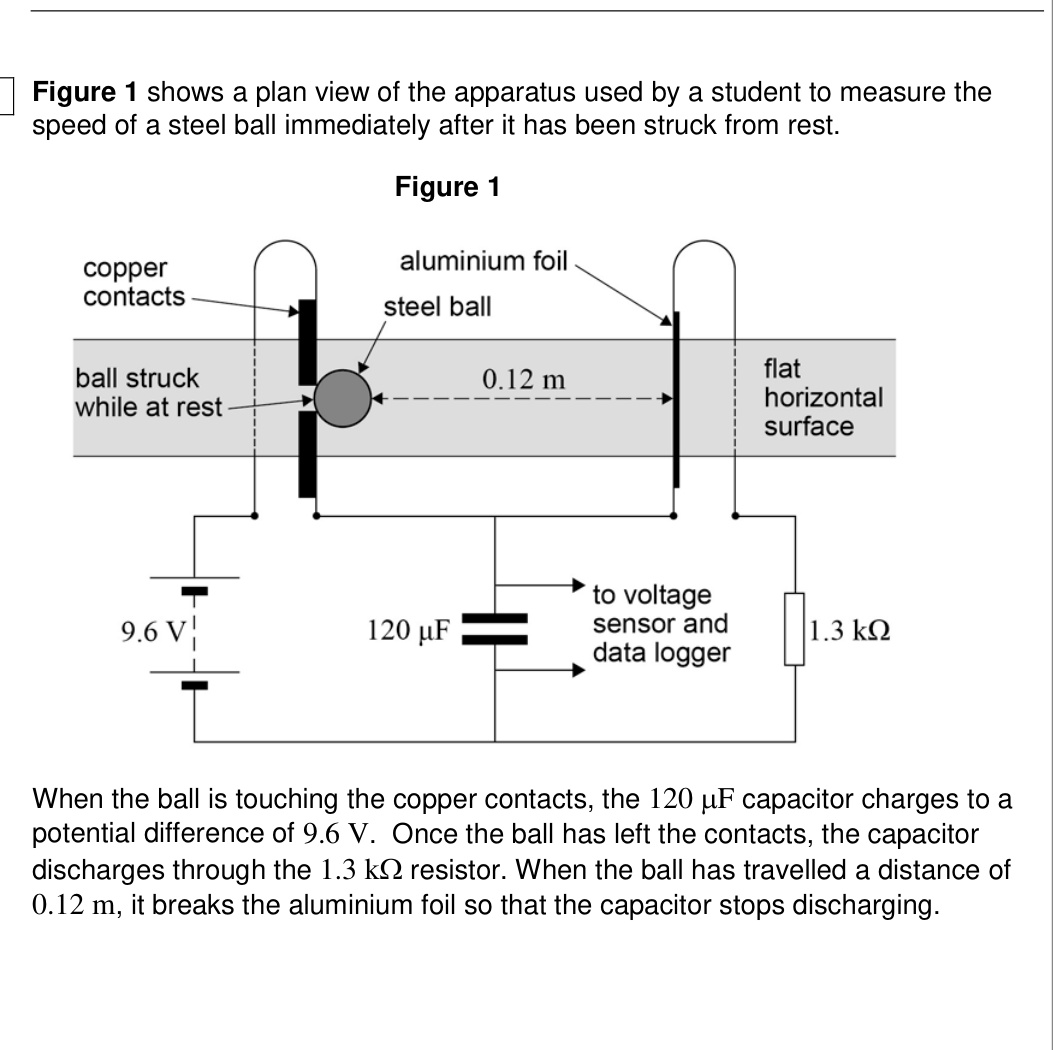 Figure 1 shows a plan view of the apparatus used by a student to measure the
speed of a steel ball immediately after it has been struck from rest.
Figure 1
copper
contacts
aluminium foil
steel ball
ball struck
while at rest
0.12 m
flat
horizontal
surface
9.6 V
120 μF
to voltage
sensor and
data logger
1.3 kΩ
When the ball is touching the copper contacts, the 120 μF capacitor charges to a
potential difference of 9.6 V.  Once the ball has left the contacts, the capacitor
discharges through the 1.3 kΩ resistor. When the ball has travelled a distance of
0.12 m, it breaks the aluminium foil so that the capacitor stops discharging.